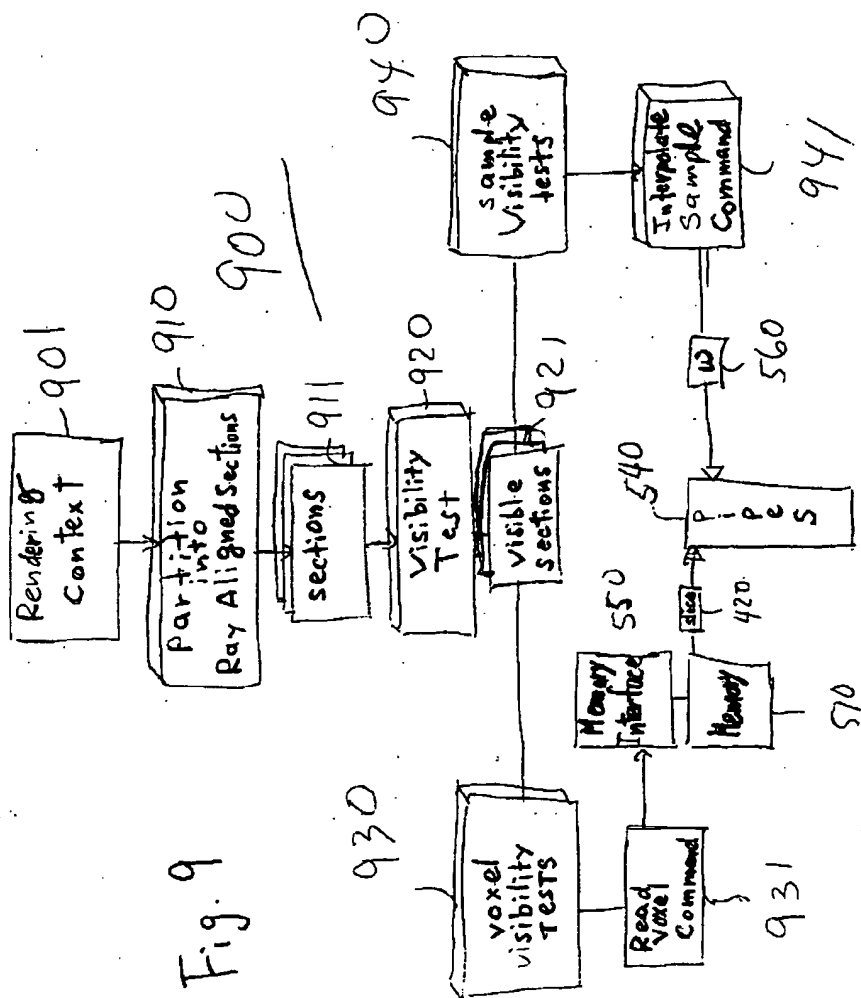 Fig. 9
900
Rendering
Context
901
Partition
into
Ray Aligned Sections
910
sections
911
Visibility
Test
920
visible
sections
921
voxel
visibility
TESTS
930
Read
voxel
Command
931
sample
visibility
tests
940
Interpolate
Sample
Command
941
Memory
Interface
550
Memory
510
slice
420
PiPeS
540
W
560